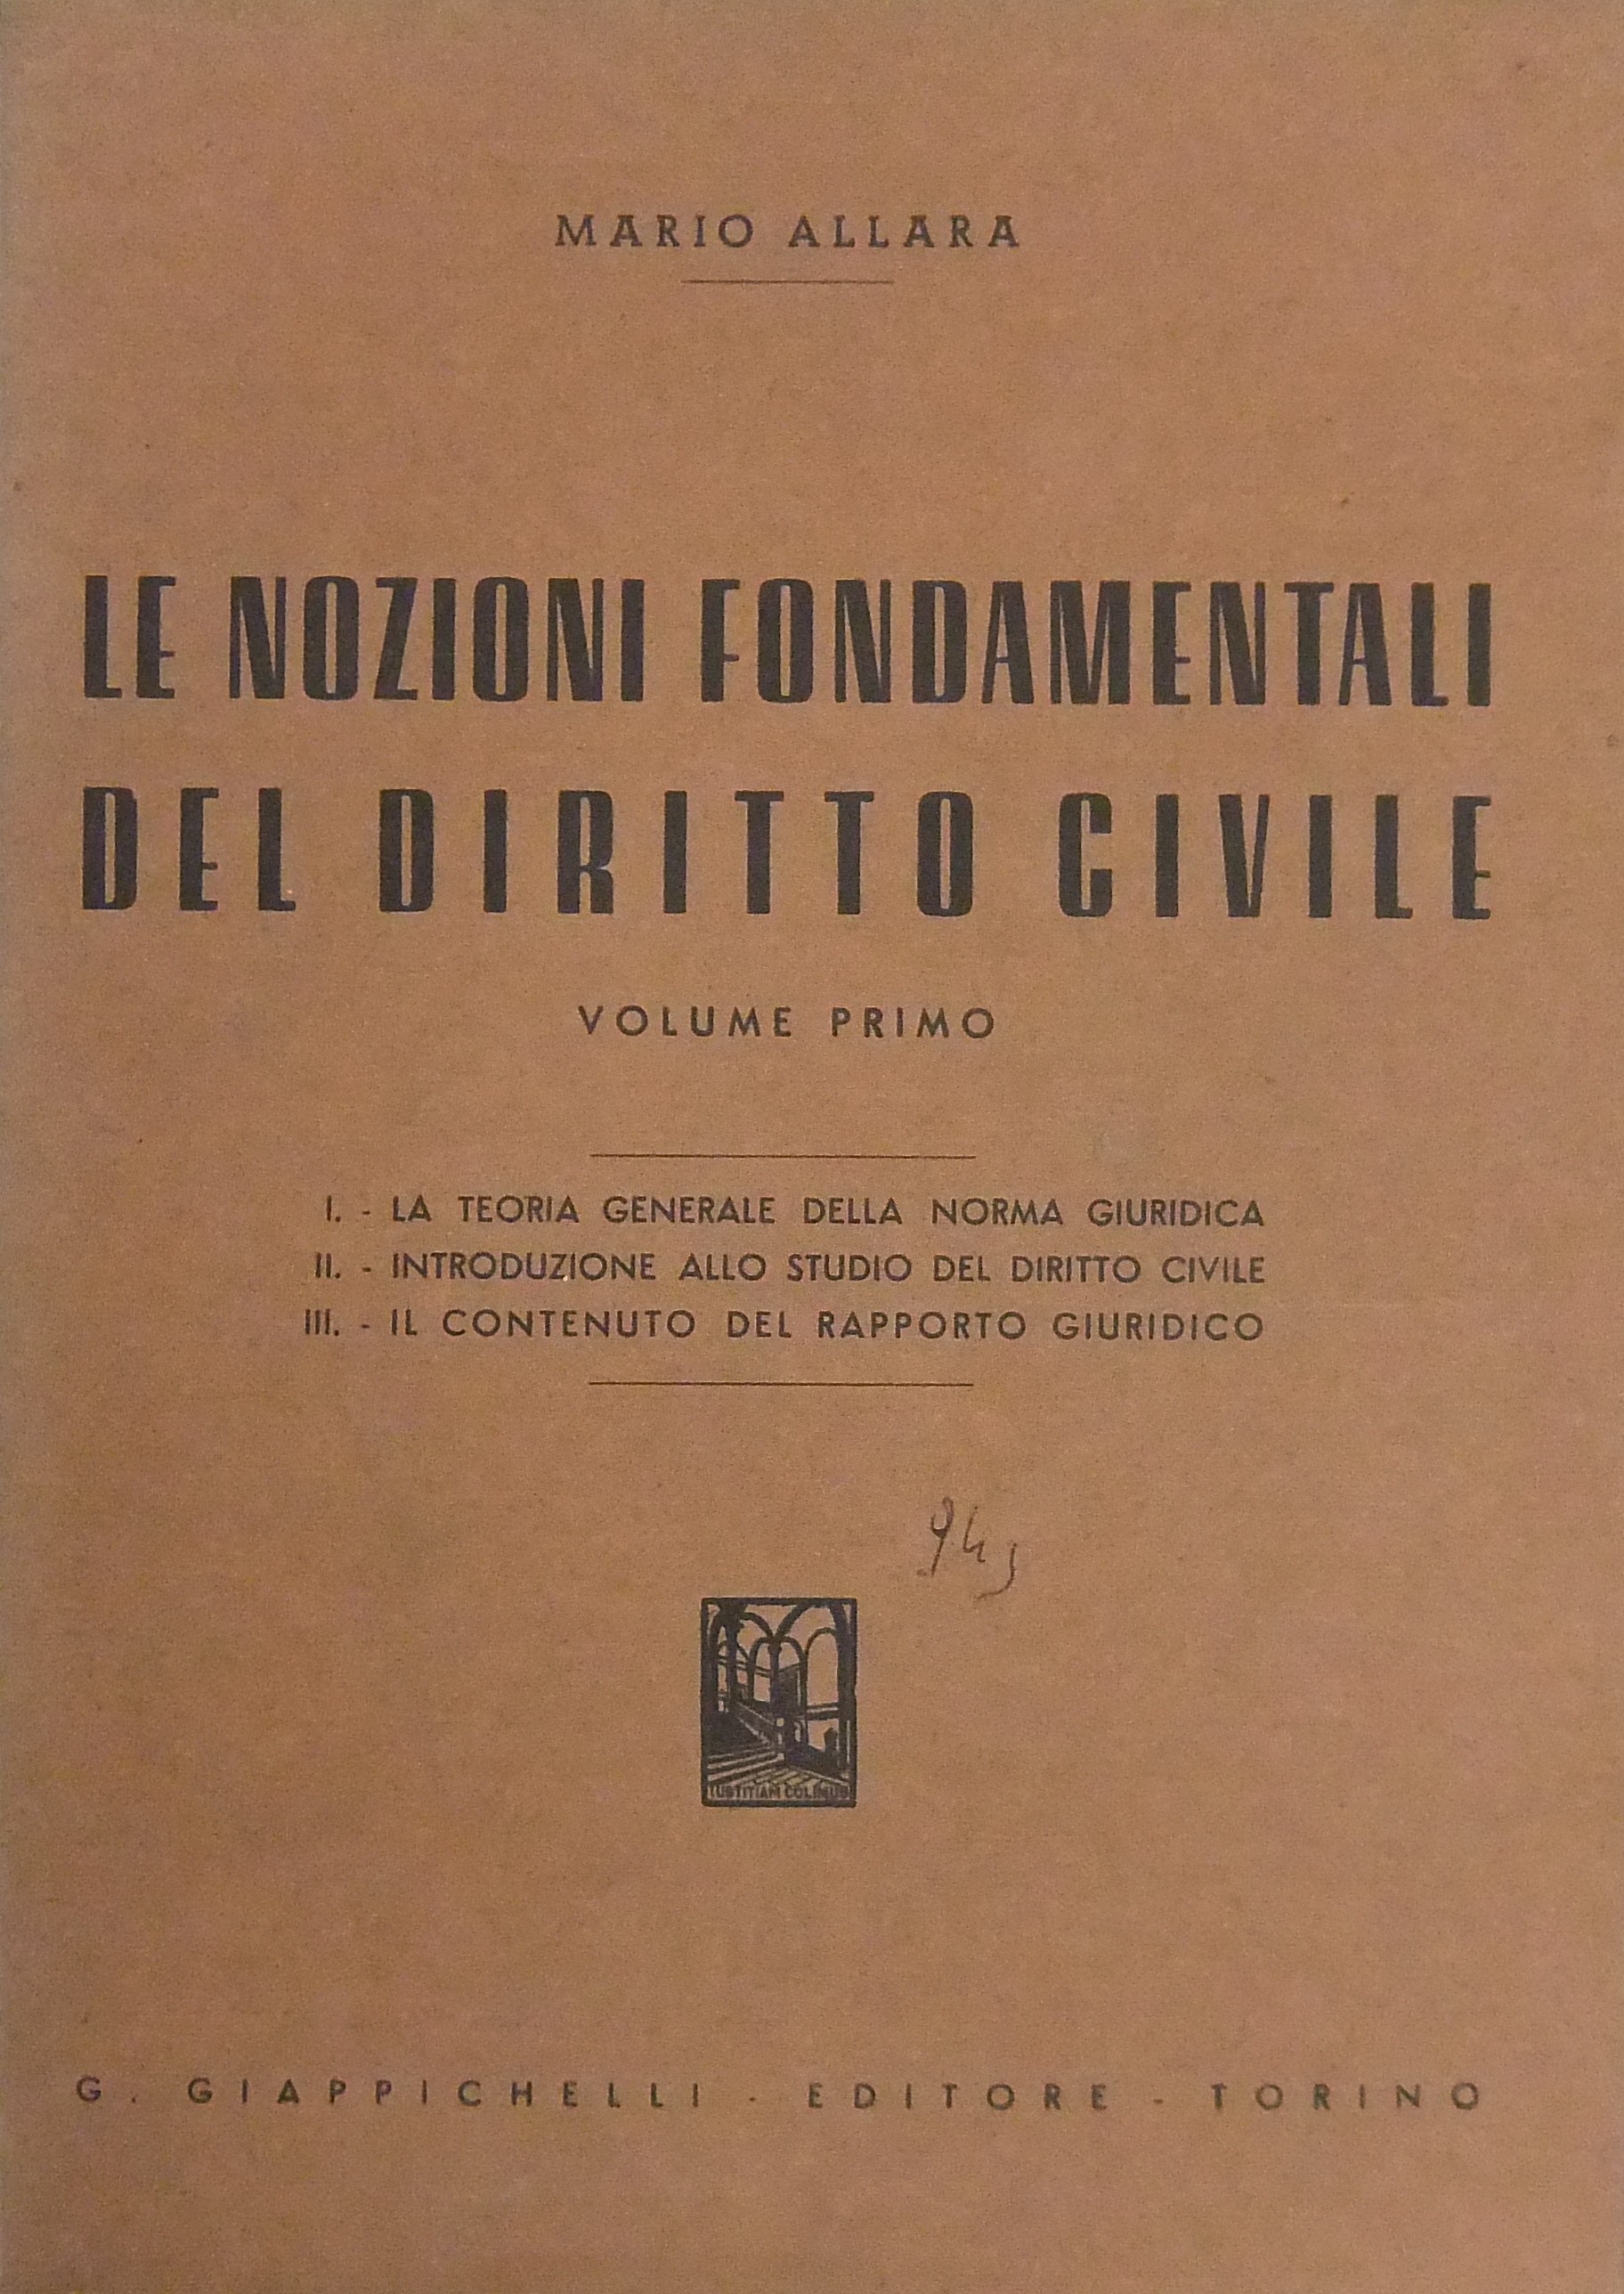 MARIO ALLARA
LE NOZIONI FONDAMENTALI
DEL DIRITTO CIVILE
VOLUME PRIMO
I. - LA TEORIA GENERALE DELLA NORMA GIURIDICA
II. - INTRODUZIONE ALLO STUDIO DEL DIRITTO CIVILE
III. - IL CONTENUTO DEL RAPPORTO GIURIDICO
IUSTITIAM COLIMUS
G. GIAPPICHELLI - EDITORE - TORINO